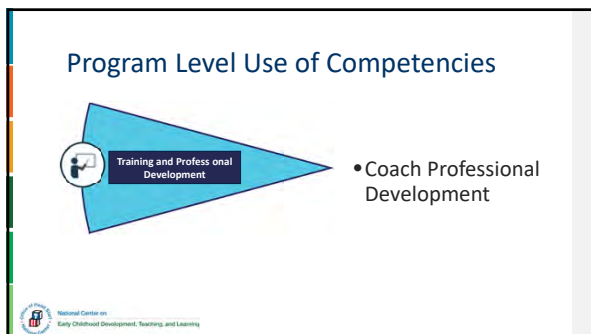 Program Level Use of Competencies
Training and Profess onal
Development
•Coach Professional
Development
National Center on
Early Childhood Development, Teaching, and Learning